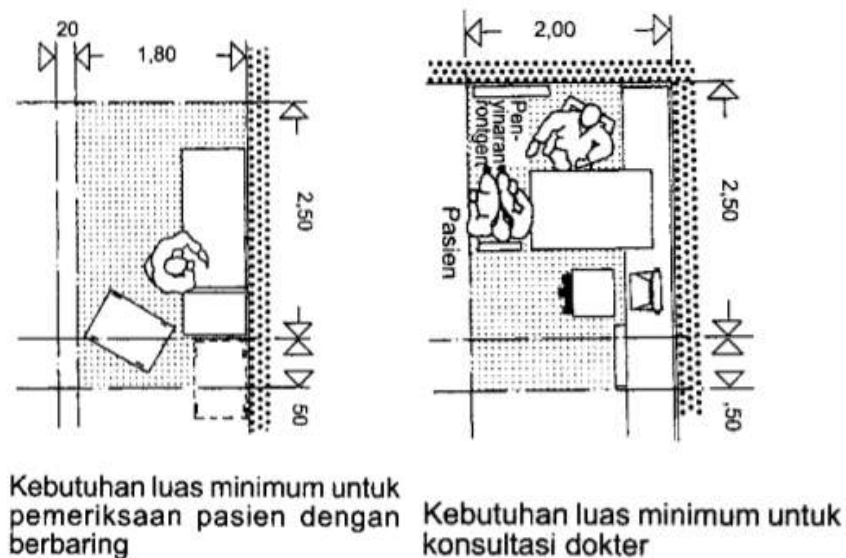 20
1,80
2,50
50
Kebutuhan luas minimum untuk
pemeriksaan pasien dengan
berbaring
2,00
Pen-
yinaran
rontgen
Pasien
2,50
,50
Kebutuhan luas minimum untuk
konsultasi dokter